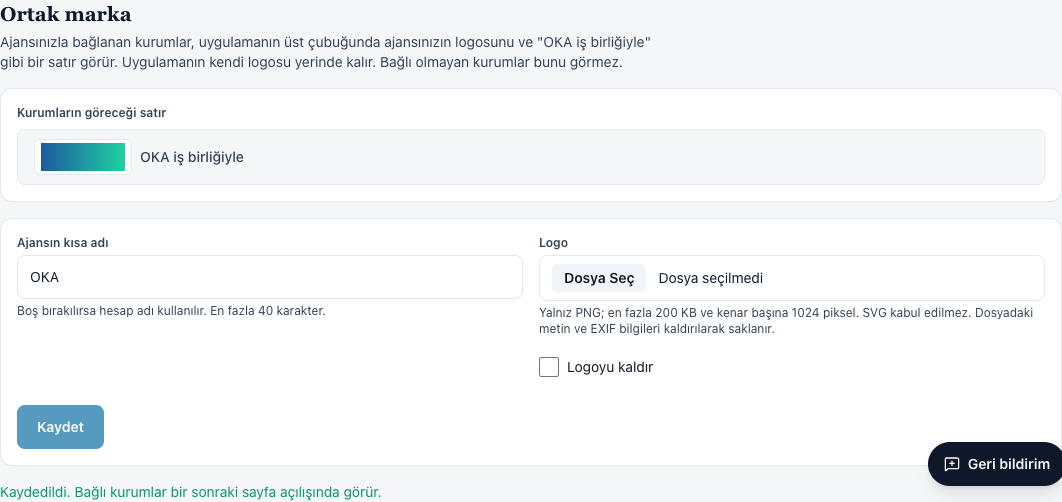 Ortak marka
Ajansınızla bağlanan kurumlar, uygulamanın üst çubuğunda ajansınızın logosunu ve "OKA iş birliğiyle"
gibi bir satır görür. Uygulamanın kendi logosu yerinde kalır. Bağlı olmayan kurumlar bunu görmez.
Kurumların göreceği satır
OKA iş birliğiyle
Ajansın kısa adı
OKA
Boş bırakılırsa hesap adı kullanılır. En fazla 40 karakter.
Logo
Dosya Seç Dosya seçilmedi
Yalnız PNG; en fazla 200 KB ve kenar başına 1024 piksel. SVG kabul edilmez. Dosyadaki
metin ve EXIF bilgileri kaldırılarak saklanır.
Logoyu kaldır
Kaydet
Geri bildirim
Kaydedildi. Bağlı kurumlar bir sonraki sayfa açılışında görür.